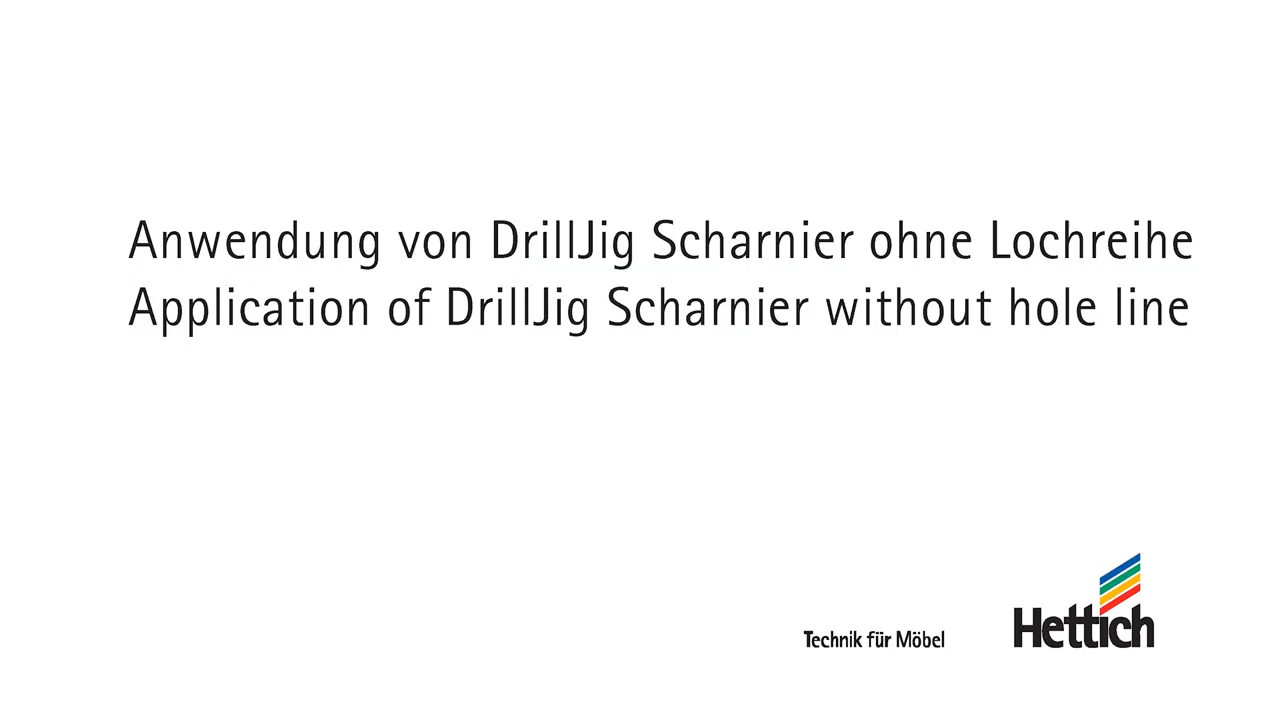 Anwendung von DrillJig Scharnier ohne Lochreihe
Application of DrillJig Scharnier without hole line
Technik für Möbel
Hettich